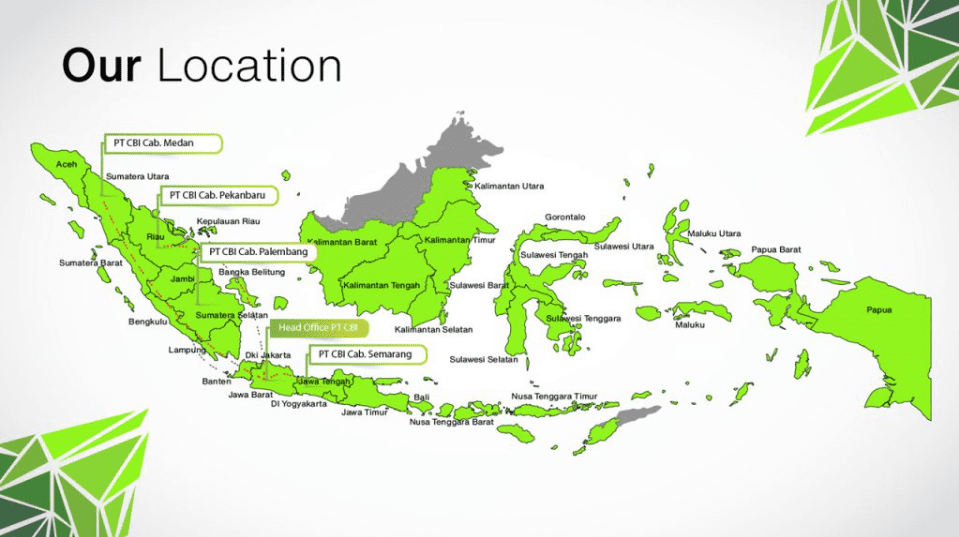 Our Location
PT CBI Cab. Medan
Aceh
Sumatera Utara
PT CBI Cab. Pekanbaru
Kalimantan Utara
Kepulauan Riau
Gorontalo
Riau
Maluku Utara
Kalimantan Barat
Kalimantan Timur
Sulawesi Utara
PT CBI Cab. Palembang
Papua Barat
Sulawesi Tengah
Sumatera Barat
Bangka Belitung
Jambi
Kalimantan Tengah
Sulawesi Barat
Papua
Sumatera Selatan
Sulawesi Tenggara
Bengkulu
Maluku
Head Office PT CBI
Kalimantan Selatan
Lampung
Dki Jakarta
PT CBI Cab. Semarang
Sulawesi Selatan
Banten
Jawa Tengah
Jawa Barat
Bali
Nusa Tenggara Timur
DI Yogyakarta
Jawa Timur
Nusa Tenggara Barat